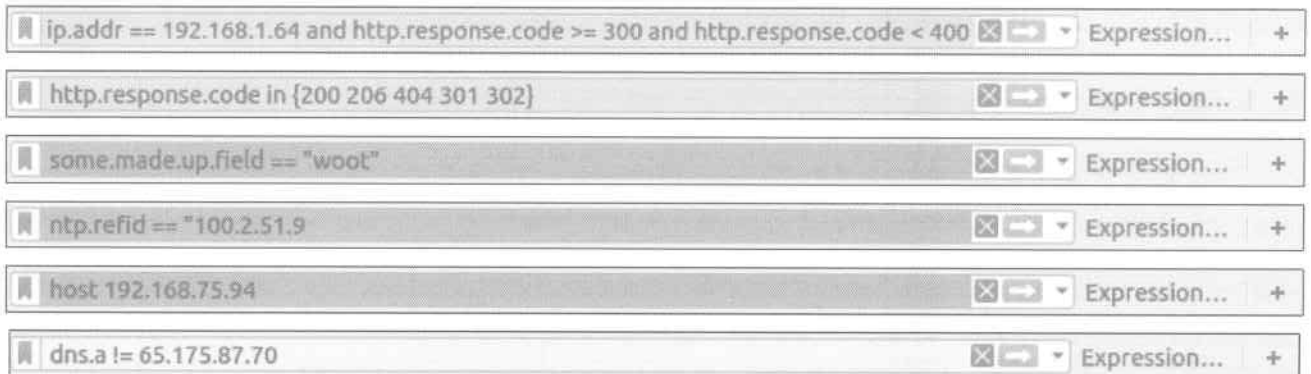 ip.addr == 192.168.1.64 and http.response.code >= 300 and http.response.code < 400 Expression... +
http.response.code in {200 206 404 301 302} Expression... +
some.made.up.field == "woot" Expression... +
ntp.refid == "100.2.51.9 Expression... +
host 192.168.75.94 Expression... +
dns.a != 65.175.87.70 Expression... +